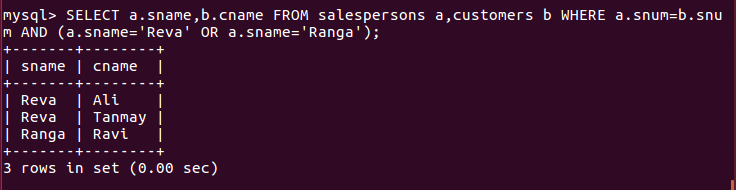 mysql> SELECT a.sname,b.cname FROM salespersons a,customers b WHERE a.snum=b.snu
m AND (a.sname='Reva' OR a.sname='Ranga');
+-------+--------+
| sname | cname  |
+-------+--------+
| Reva  | Ali    |
| Reva  | Tanmay |
| Ranga | Ravi   |
+-------+--------+
3 rows in set (0.00 sec)